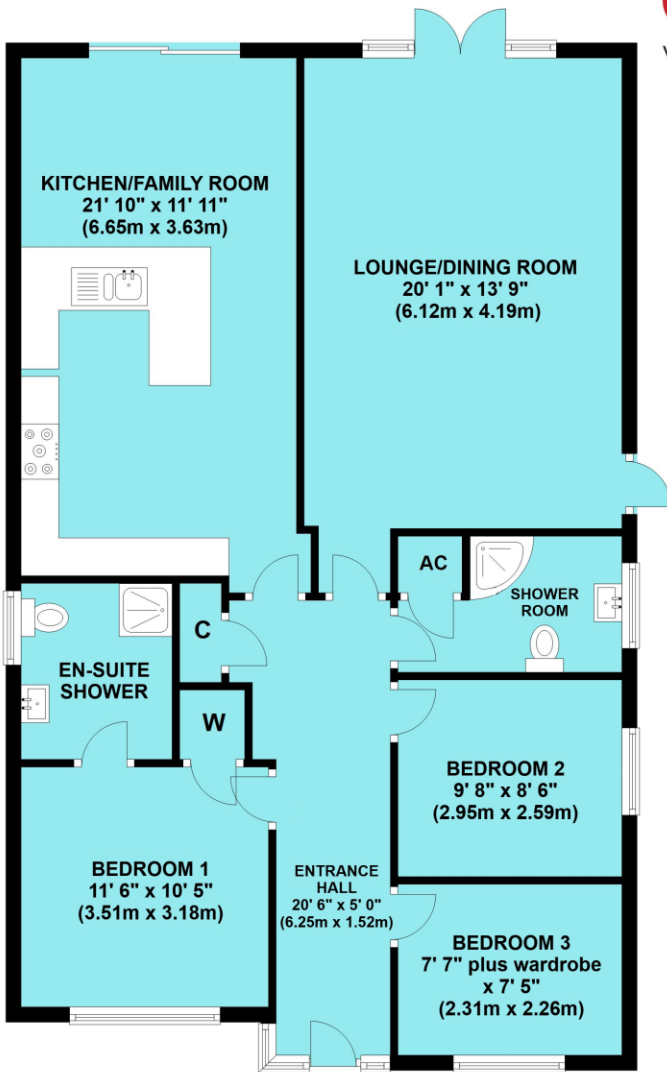 KITCHEN/FAMILY ROOM
21' 10" x 11' 11"
(6.65m x 3.63m)
LOUNGE/DINING ROOM
20' 1" x 13' 9"
(6.12m x 4.19m)
AC
SHOWER
ROOM
C
EN-SUITE
SHOWER
W
BEDROOM 2
9' 8" x 8' 6"
(2.95m x 2.59m)
BEDROOM 1
11' 6" x 10' 5"
(3.51m x 3.18m)
ENTRANCE
HALL
20' 6" x 5' 0"
(6.25m x 1.52m)
BEDROOM 3
7' 7" plus wardrobe
x 7' 5"
(2.31m x 2.26m)